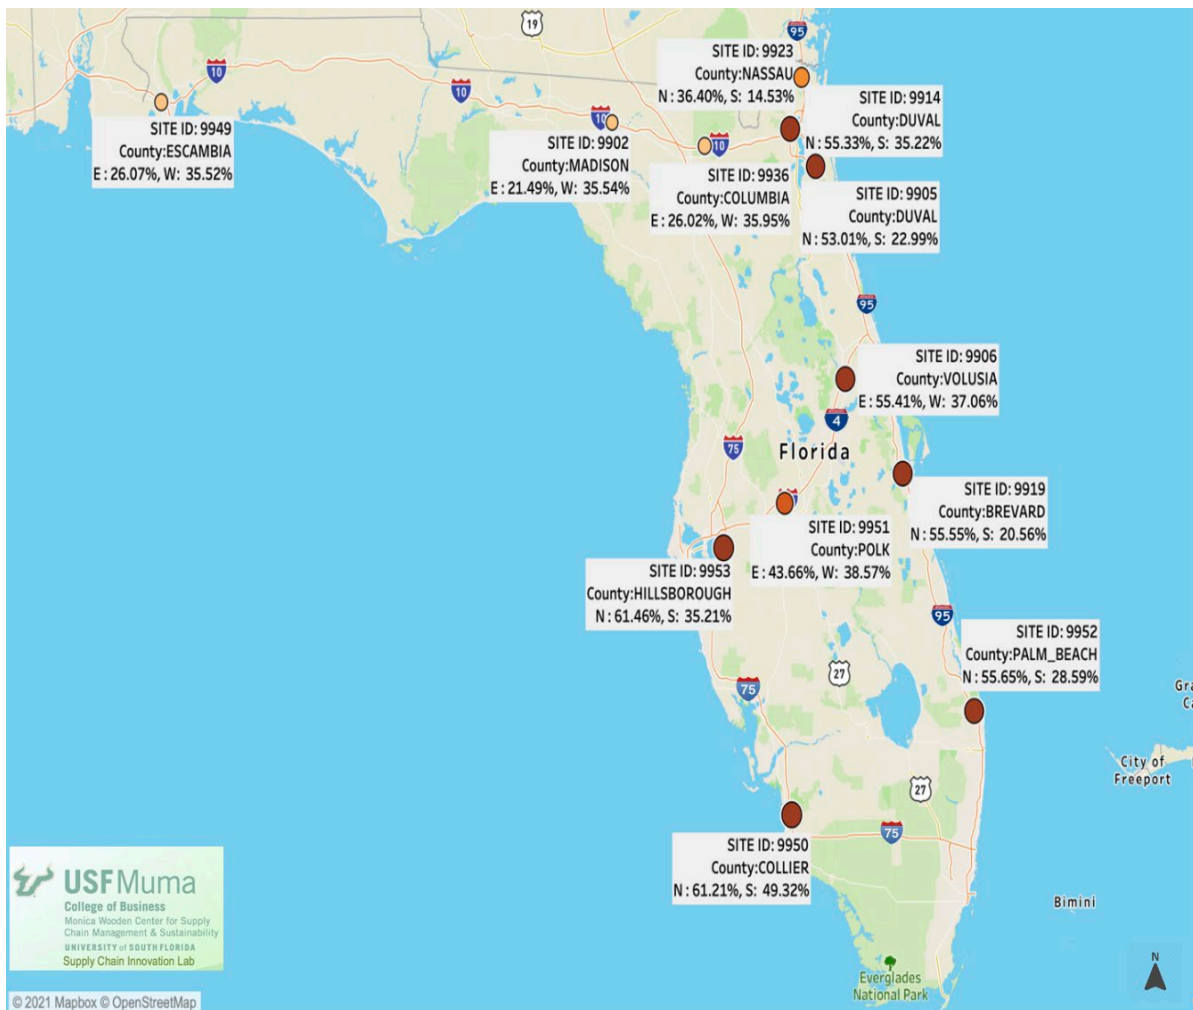 19
95
10
10
10
10
SITE ID: 9923
County:NASSAU
N : 36.40%, S: 14.53%
SITE ID: 9914
County:DUVAL
N : 55.33%, S: 35.22%
SITE ID: 9949
County:ESCAMBIA
E : 26.07%, W: 35.52%
SITE ID: 9902
County:MADISON
E : 21.49%, W: 35.54%
SITE ID: 9936
County:COLUMBIA
E : 26.02%, W: 35.95%
SITE ID: 9905
County:DUVAL
N : 53.01%, S: 22.99%
95
SITE ID: 9906
County:VOLUSIA
E : 55.41%, W: 37.06%
4
75
Florida
SITE ID: 9919
County:BREVARD
N : 55.55%, S: 20.56%
SITE ID: 9951
County:POLK
E : 43.66%, W: 38.57%
SITE ID: 9953
County:HILLSBOROUGH
N : 61.46%, S: 35.21%
95
SITE ID: 9952
County:PALM_BEACH
N : 55.65%, S: 28.59%
27
75
City of
Freeport
27
75
SITE ID: 9950
County:COLLIER
N : 61.21%, S: 49.32%
Bimini
Everglades
National Park
N
USF Muma
College of Business
Monica Wooden Center for Supply
Chain Management & Sustainability
UNIVERSITY of SOUTH FLORIDA
Supply Chain Innovation Lab
© 2021 Mapbox © OpenStreetMap